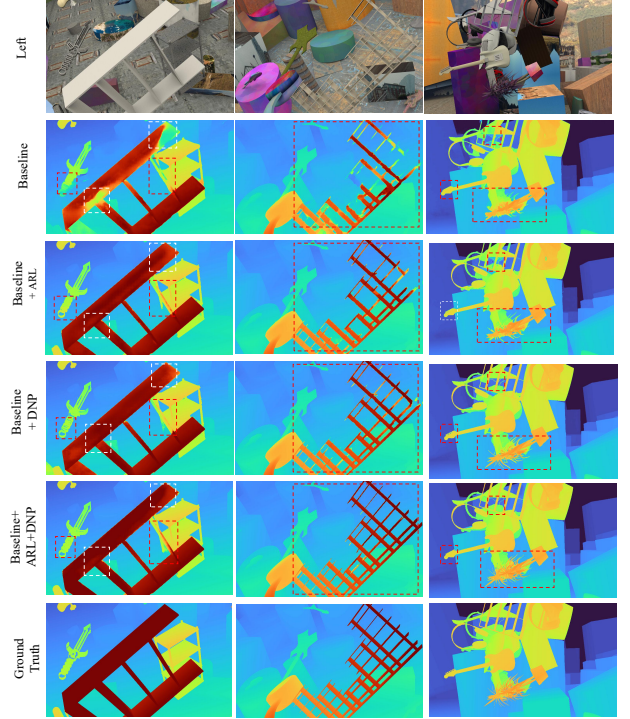 Left
Baseline
Baseline
+ ARL
Baseline
+ DNP
Baseline+
ARL+DNP
Ground
Truth